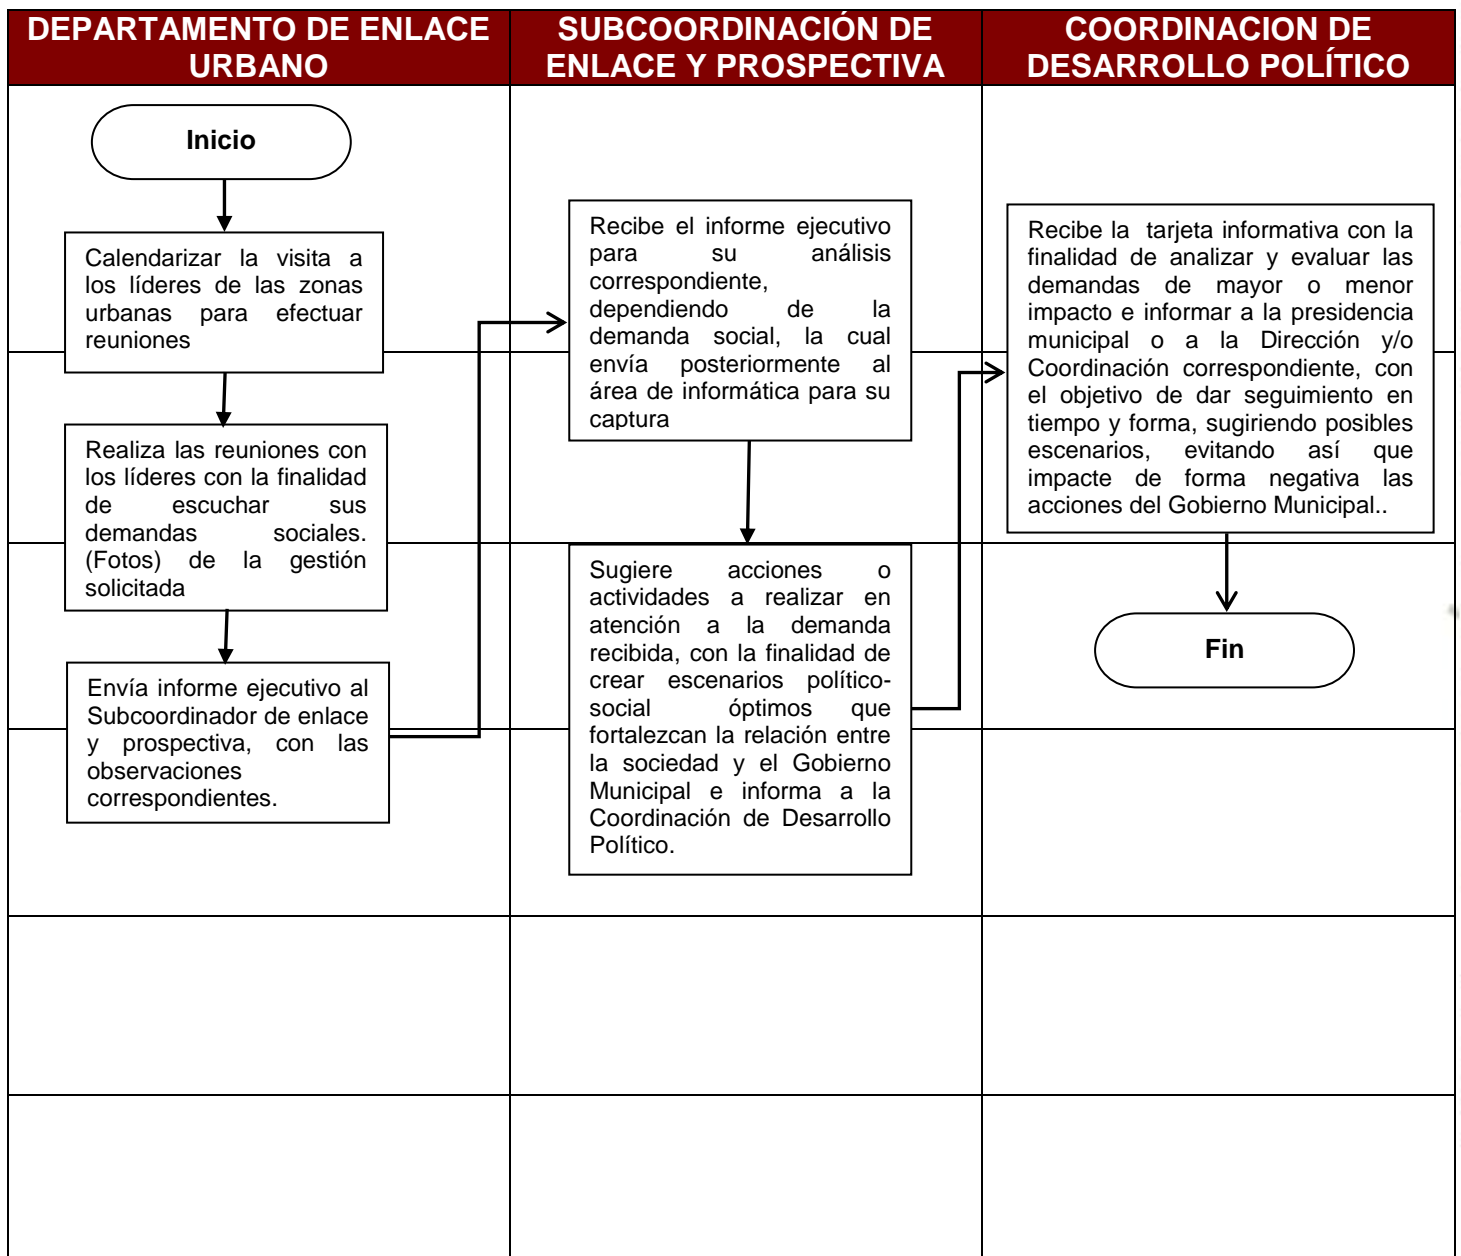 DEPARTAMENTO DE ENLACE
URBANO
SUBCOORDINACIÓN DE
ENLACE Y PROSPECTIVA
COORDINACION DE
DESARROLLO POLÍTICO
Inicio
Calendarizar la visita a
los líderes de las zonas
urbanas para efectuar
reuniones
Realiza las reuniones con
los líderes con la finalidad
de escuchar sus
demandas sociales.
(Fotos) de la gestión
solicitada
Envía informe ejecutivo al
Subcoordinador de enlace
y prospectiva, con las
observaciones
correspondientes.
Recibe el informe ejecutivo
para su análisis
correspondiente,
dependiendo de la
demanda social, la cual
envía posteriormente al
área de informática para su
captura
Sugiere acciones o
actividades a realizar en
atención a la demanda
recibida, con la finalidad de
crear escenarios político-
social óptimos que
fortalezcan la relación entre
la sociedad y el Gobierno
Municipal e informa a la
Coordinación de Desarrollo
Político.
Recibe la tarjeta informativa con la
finalidad de analizar y evaluar las
demandas de mayor o menor
impacto e informar a la presidencia
municipal o a la Dirección y/o
Coordinación correspondiente, con
el objetivo de dar seguimiento en
tiempo y forma, sugiriendo posibles
escenarios, evitando así que
impacte de forma negativa las
acciones del Gobierno Municipal..
Fin